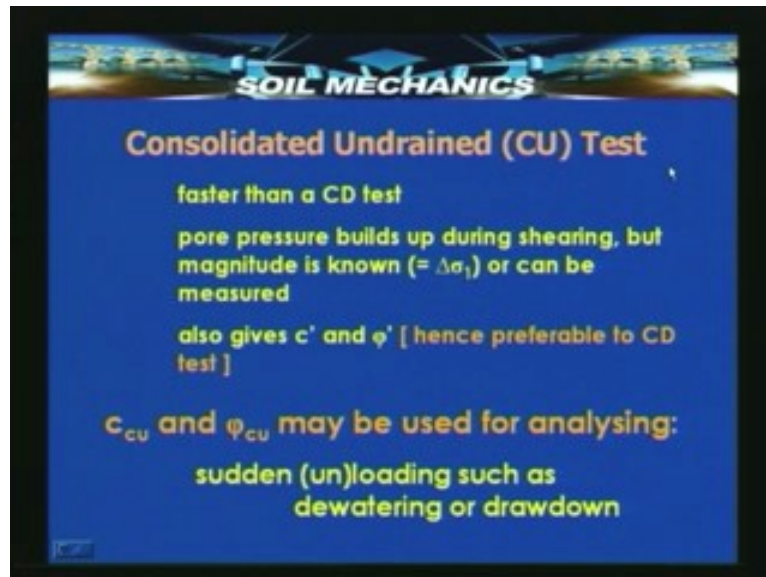 SOIL MECHANICS
Consolidated Undrained (CU) Test
faster than a CD test
pore pressure builds up during shearing, but
magnitude is known (= Δσ₁) or can be
measured
also gives c' and φ' [ hence preferable to CD
test ]
c_cu and φ_cu may be used for analysing:
sudden (un)loading such as
dewatering or drawdown